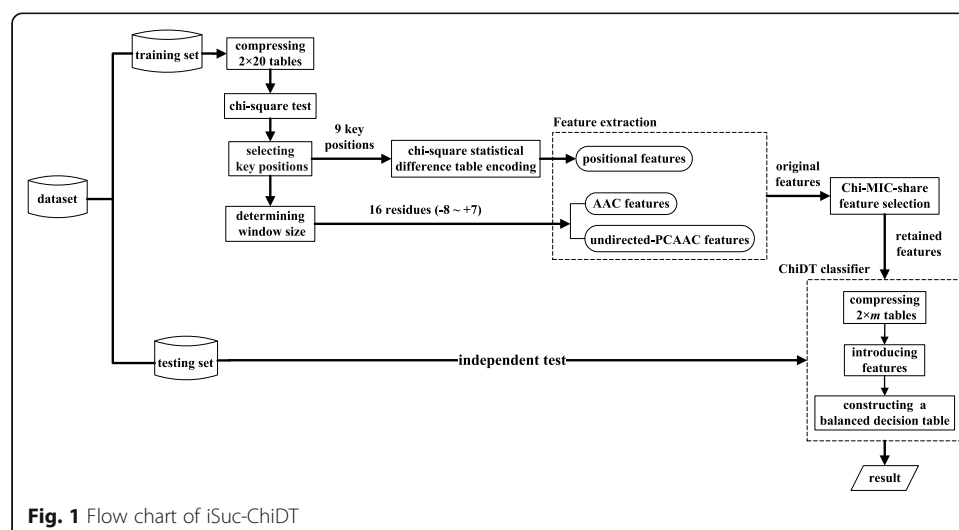 training set
compressing
2×20 tables
chi-square test
9 key
positions
selecting
key positions
chi-square statistical
difference table encoding
Feature extraction
positional features
original
features
Chi-MIC-share
feature selection
dataset
determining
window size
16 residues (-8 ~ +7)
AAC features
undirected-PCAAC features
retained
features
ChiDT classifier
compressing
2×m tables
testing set
independent test
introducing
features
constructing a
balanced decision table
result
Fig. 1 Flow chart of iSuc-ChiDT